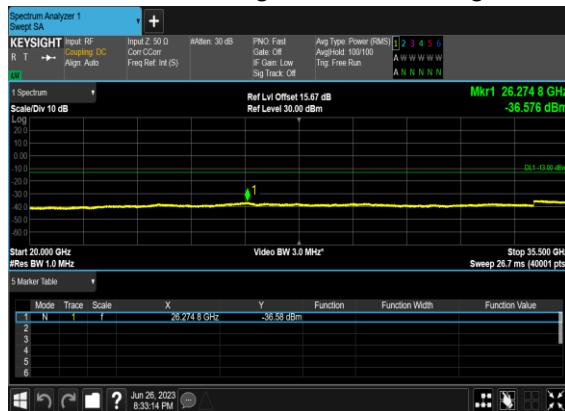 Spectrum Analyzer 1
Swept SA
+
KEYSIGHT Input: RF Input Z: 50 Ω #Atten: 30 dB PNO: Fast Avg Type: Power (RMS) 1 2 3 4 5 6
R T Coupling: DC Corr CCorr Gate: Off Avg|Hold: 100/100 A W W W W W
Align: Auto Freq Ref: Int (S) IF Gain: Low Trig: Free Run
LXI Sig Track: Off A N N N N N
1 Spectrum Ref Lvl Offset 15.67 dB Mkr1 26.274 8 GHz
Scale/Div 10 dB Ref Level 30.00 dBm -36.576 dBm
Log
20.0
10.0
0.00
-10.0 DL1 -13.00 dBm
-20.0
-30.0 1
-40.0
-50.0
-60.0
Start 20.000 GHz Video BW 3.0 MHz* Stop 35.500 GHz
#Res BW 1.0 MHz Sweep 26.7 ms (40001 pts
5 Marker Table
Mode Trace Scale X Y Function Function Width Function Value
1 N 1 f 26.274 8 GHz -36.58 dBm
2
3
4
5
6
? Jun 26, 2023
8:33:14 PM